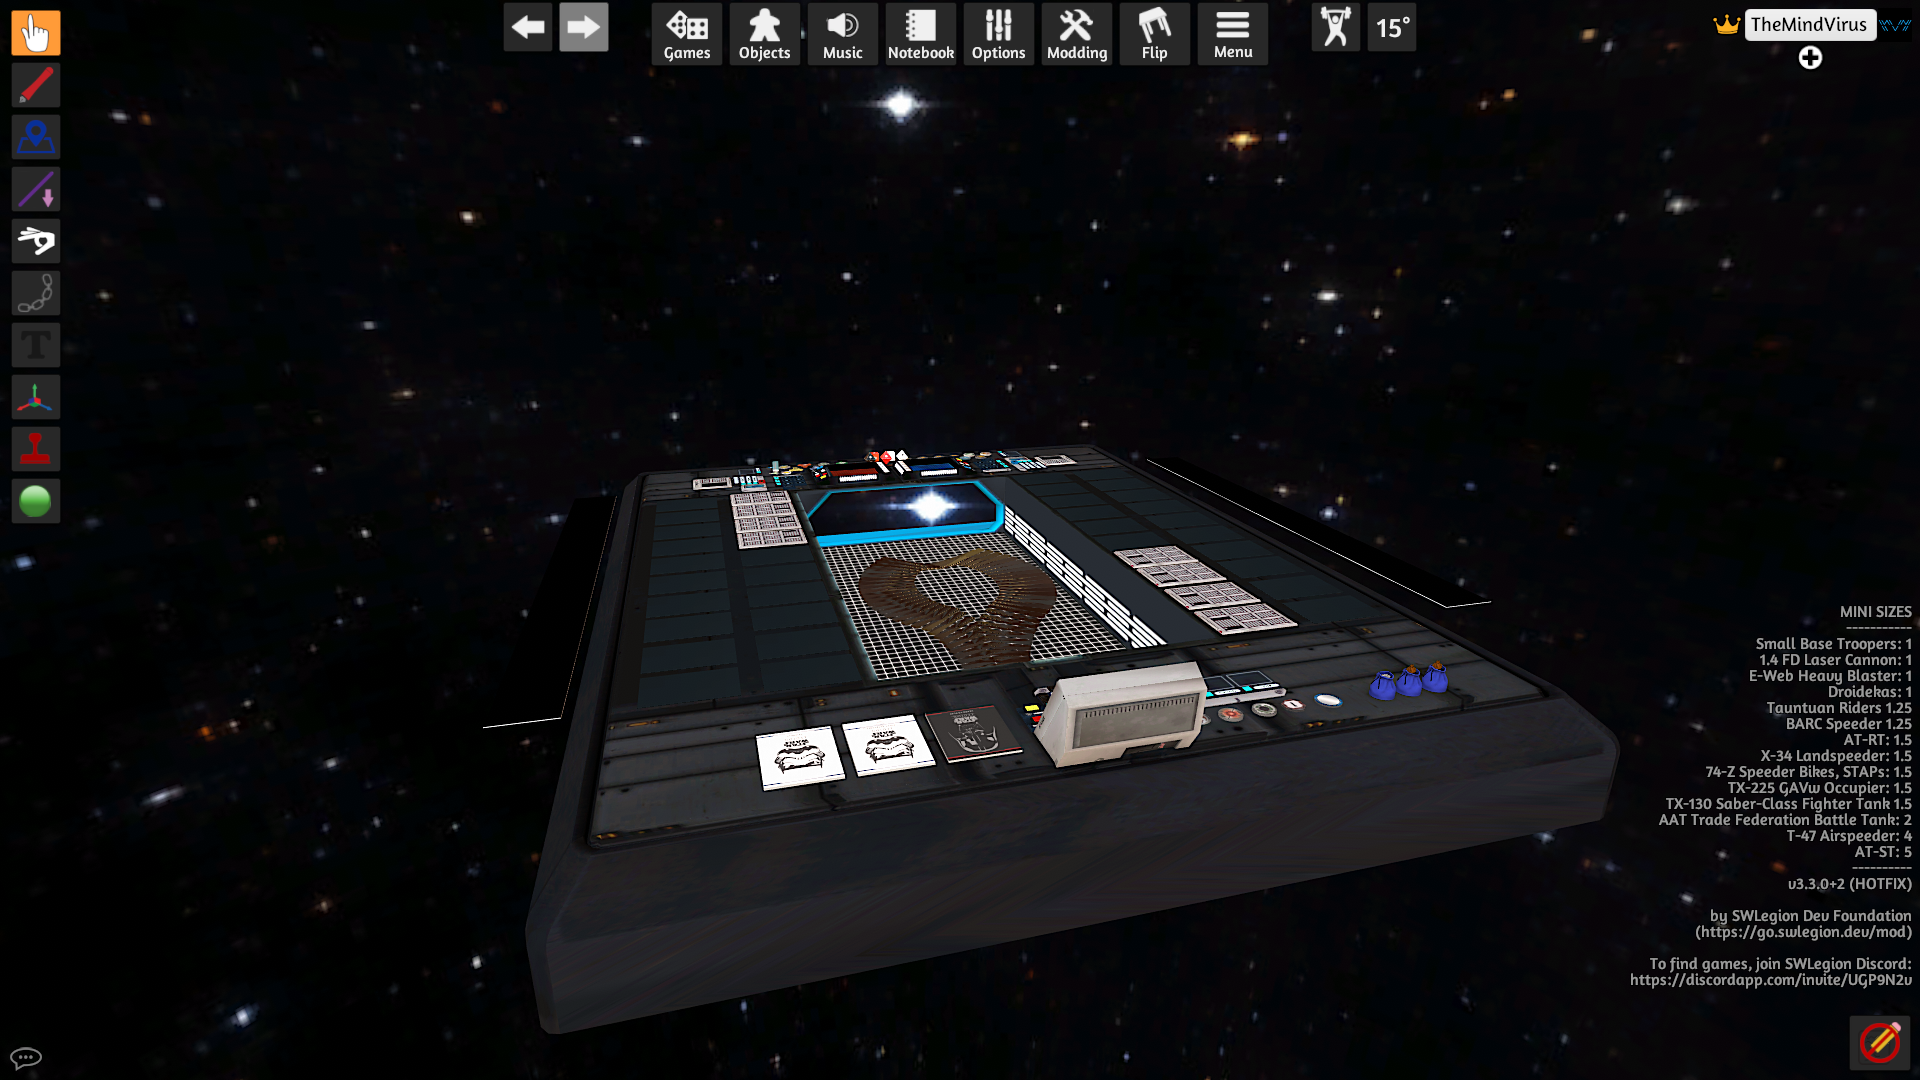 Games
Objects
Music
Notebook
Options
Modding
Flip
Menu
15°
TheMindVirus
T
MINI SIZES
-----------
Small Base Troopers: 1
1.4 FD Laser Cannon: 1
E-Web Heavy Blaster: 1
Droidekas: 1
Tauntuan Riders 1.25
BARC Speeder 1.25
AT-RT: 1.5
X-34 Landspeeder: 1.5
74-Z Speeder Bikes, STAPs: 1.5
TX-225 GAVw Occupier: 1.5
TX-130 Saber-Class Fighter Tank 1.5
AAT Trade Federation Battle Tank: 2
T-47 Airspeeder: 4
AT-ST: 5
----------
v3.3.0+2 (HOTFIX)
by SWLegion Dev Foundation
(https://go.swlegion.dev/mod)
To find games, join SWLegion Discord:
https://discordapp.com/invite/UGP9N2v